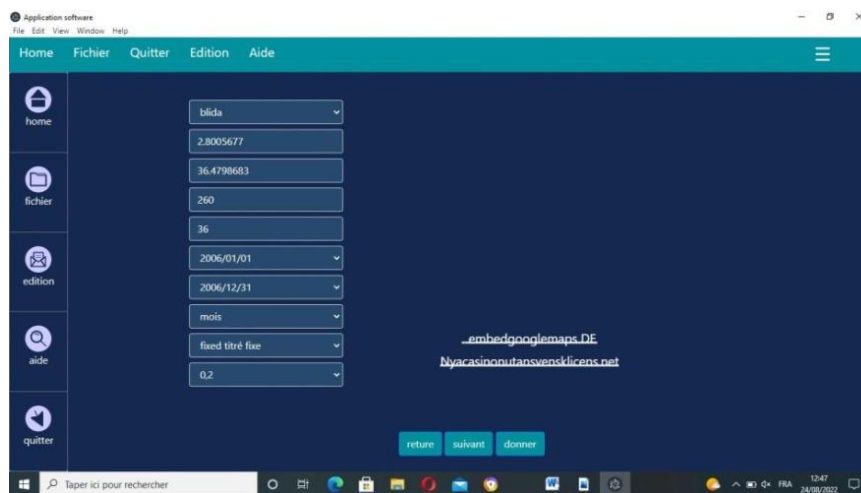 Application software
File Edit View Window Help
Home Fichier Quitter Edition Aide
home
fichier
edition
aide
quitter
blida
2.8005677
36.4798683
260
36
2006/01/01
2006/12/31
mois
fixed titré fixe
0,2
embedgooglemaps DE
Nyacasinonutansvensklicens.net
reture suivant donner
Taper ici pour rechercher
FRA
12:47
24/08/2022